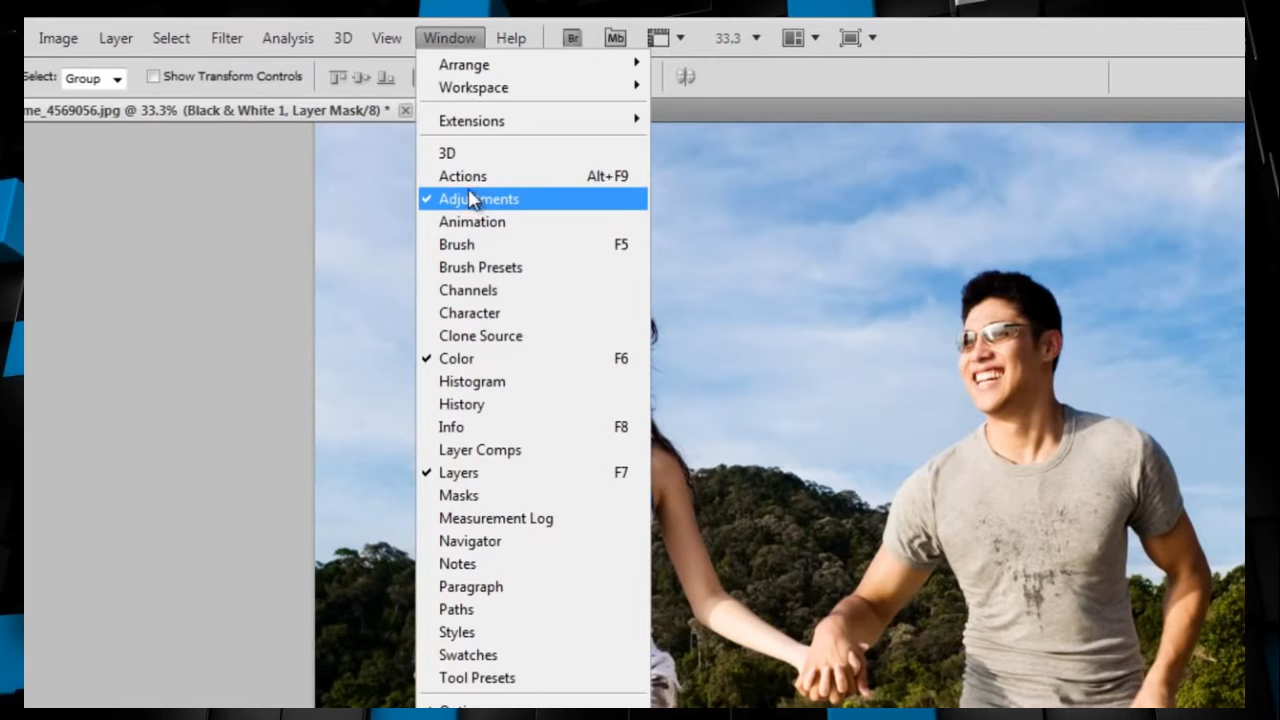 Image Layer Select Filter Analysis 3D View Window Help Br Mb 33.3
Select: Group Show Transform Controls
me_4569056.jpg @ 33.3% (Black & White 1, Layer Mask/8) *
Arrange
Workspace
Extensions
3D
Actions Alt+F9
Adjustments
Animation
Brush F5
Brush Presets
Channels
Character
Clone Source
Color F6
Histogram
History
Info F8
Layer Comps
Layers F7
Masks
Measurement Log
Navigator
Notes
Paragraph
Paths
Styles
Swatches
Tool Presets